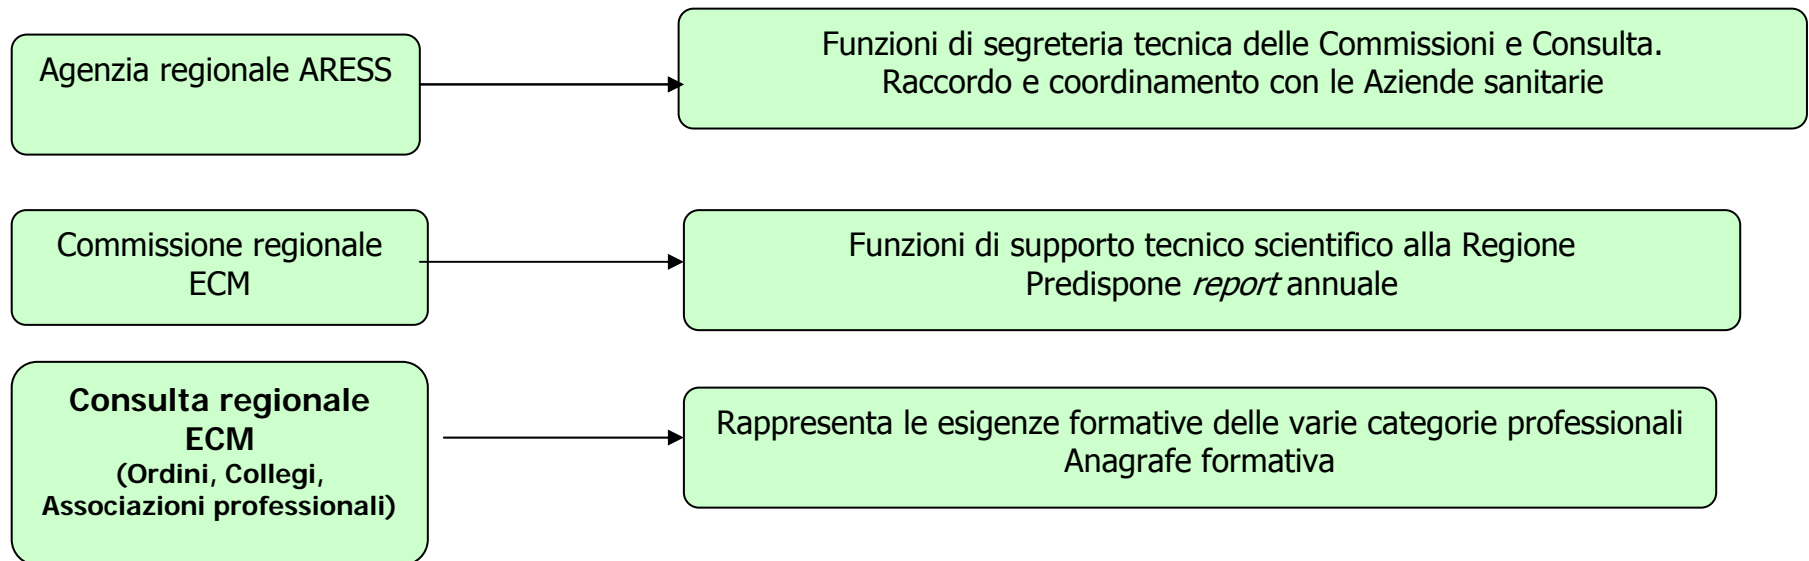 Agenzia regionale ARESS
Funzioni di segreteria tecnica delle Commissioni e Consulta.
Raccordo e coordinamento con le Aziende sanitarie
Commissione regionale
ECM
Funzioni di supporto tecnico scientifico alla Regione
Predispone report annuale
Consulta regionale
ECM
(Ordini, Collegi,
Associazioni professionali)
Rappresenta le esigenze formative delle varie categorie professionali
Anagrafe formativa